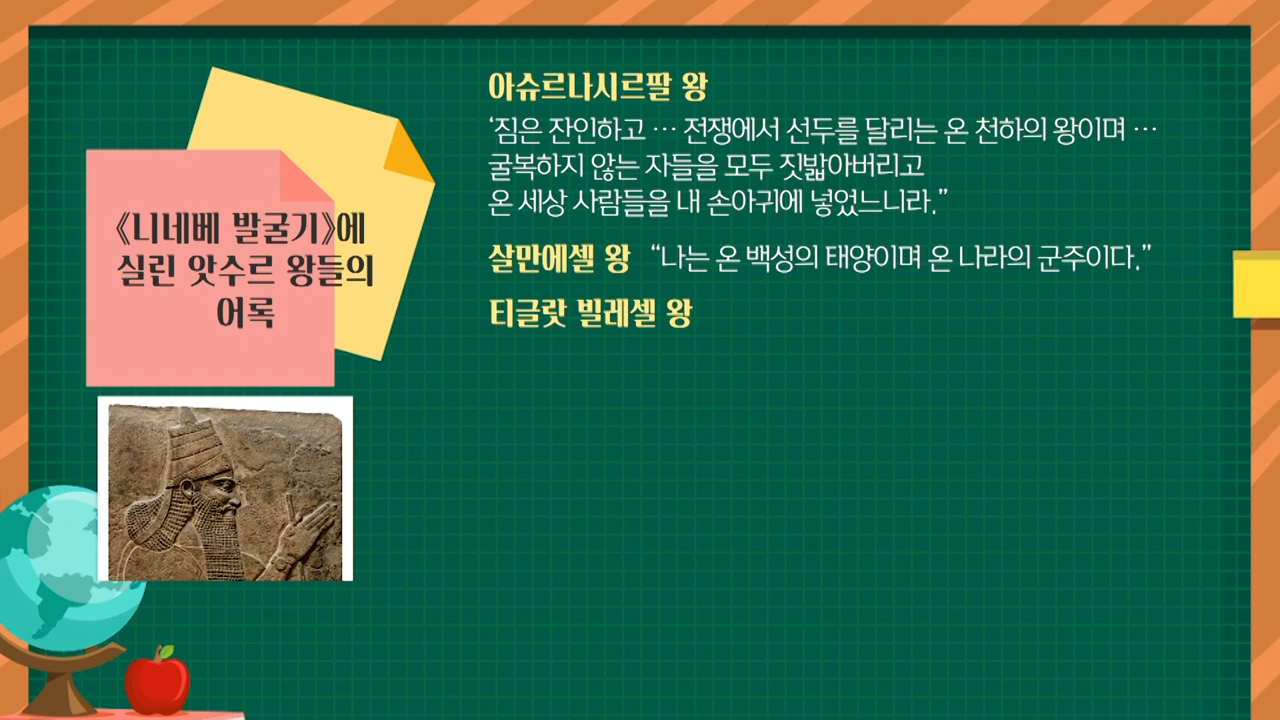 《니네베 발굴기》에
실린 앗수르 왕들의
어록
아슈르나시르팔 왕
‘짐은 잔인하고 … 전쟁에서 선두를 달리는 온 천하의 왕이며 …
굴복하지 않는 자들을 모두 짓밟아버리고
온 세상 사람들을 내 손아귀에 넣었느니라.”
살만에셀 왕 “나는 온 백성의 태양이며 온 나라의 군주이다.”
티글랏 빌레셀 왕